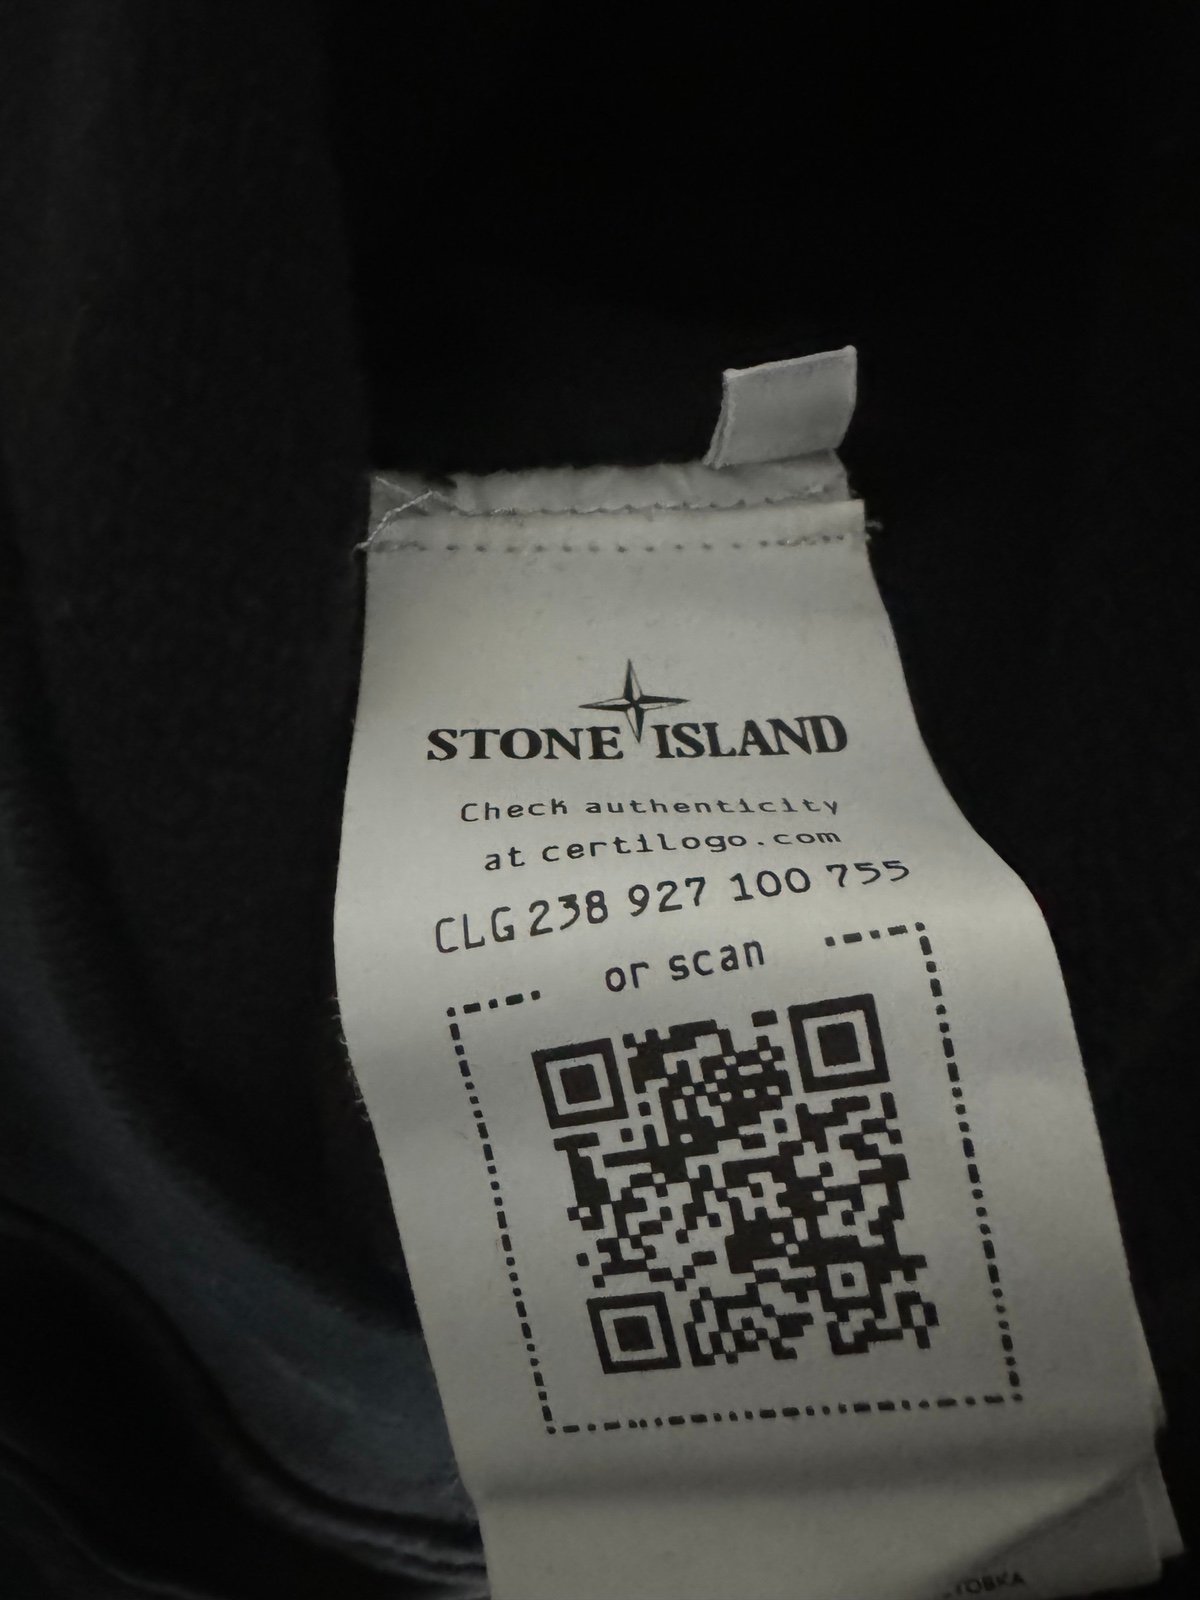 STONE ISLAND
Check authenticity
at certilogo.com
CLG 238 927 100 755
or scan